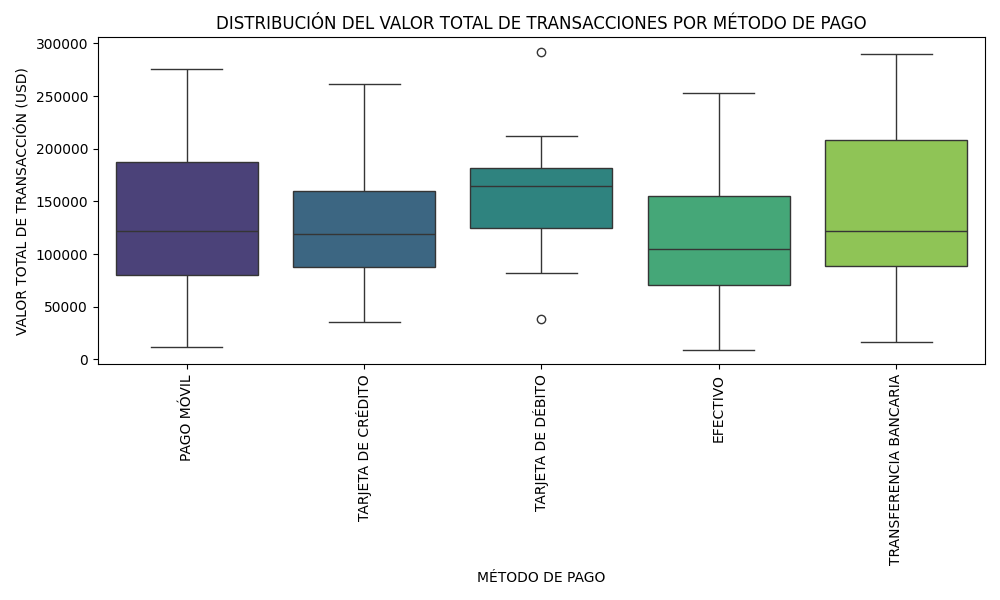 DISTRIBUCIÓN DEL VALOR TOTAL DE TRANSACCIONES POR MÉTODO DE PAGO
VALOR TOTAL DE TRANSACCIÓN (USD)
300000
250000
200000
150000
100000
50000
0
PAGO MÓVIL
TARJETA DE CRÉDITO
TARJETA DE DÉBITO
EFECTIVO
TRANSFERENCIA BANCARIA
MÉTODO DE PAGO